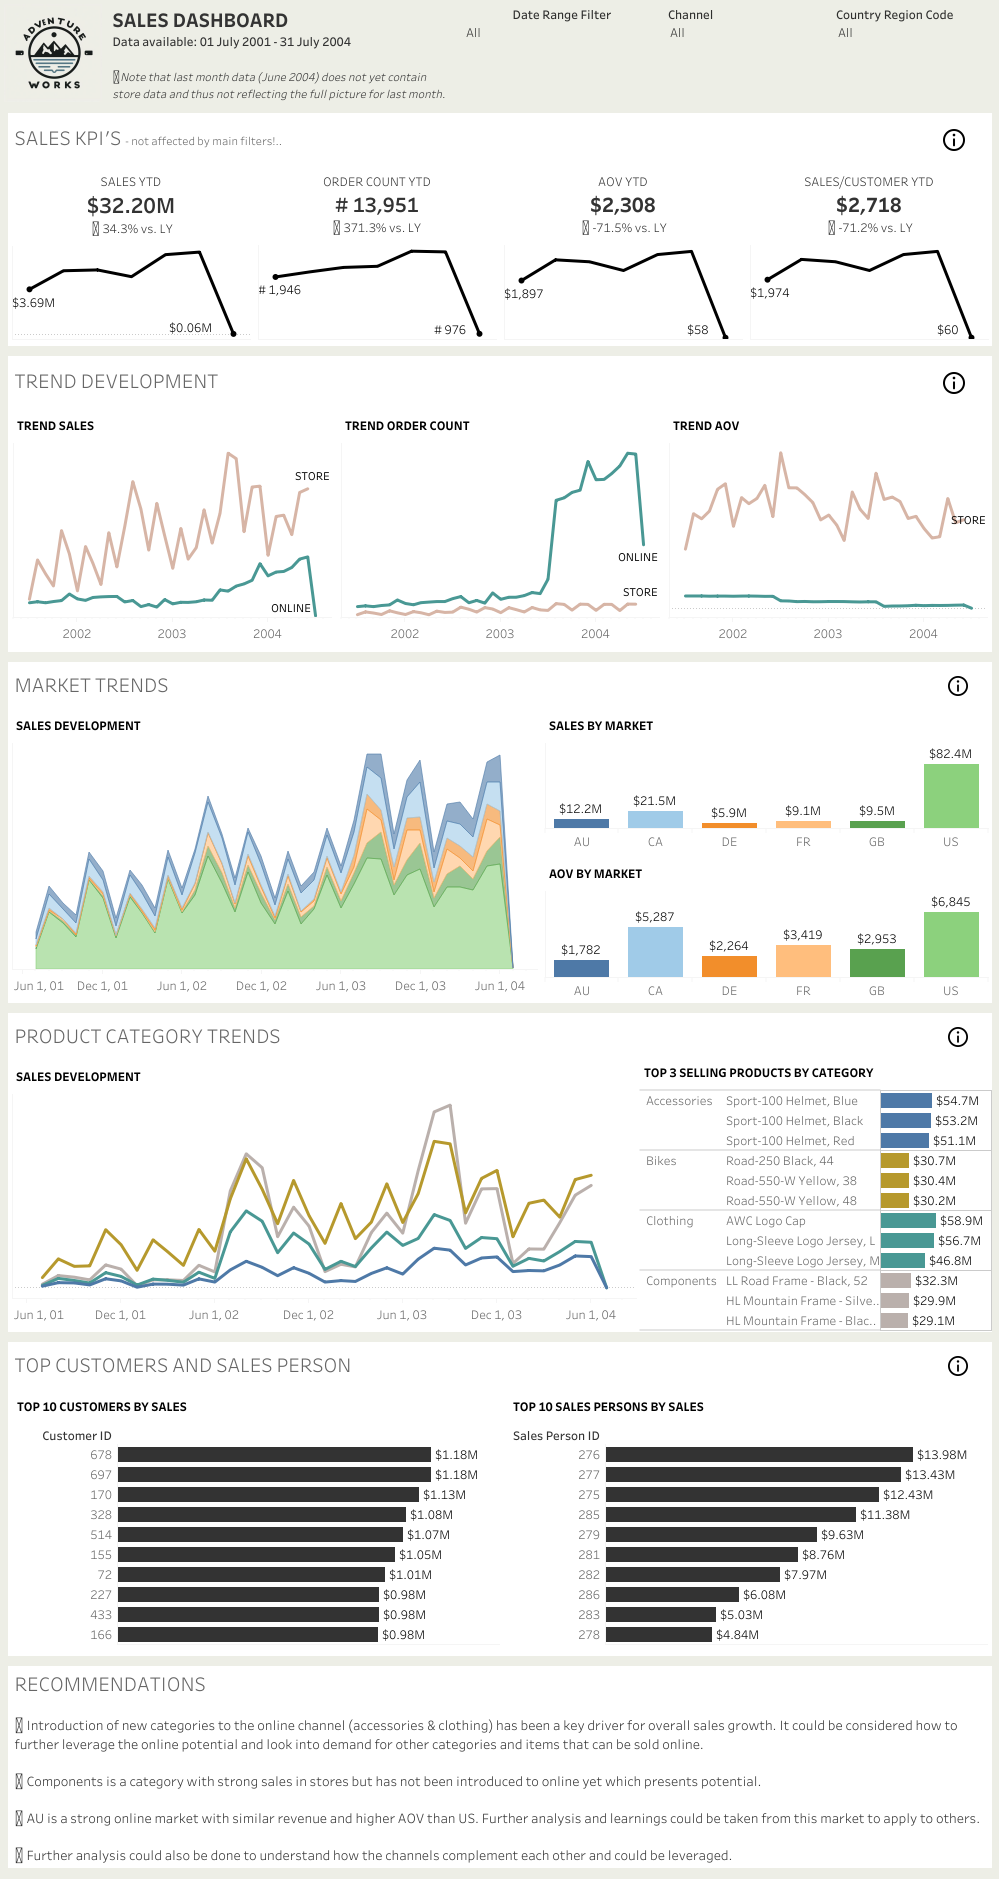 ADVENTURE
WORKS
SALES DASHBOARD
Data available: 01 July 2001 - 31 July 2004
Note that last month data (June 2004) does not yet contain
store data and thus not reflecting the full picture for last month.
Date Range Filter
All
Channel
All
Country Region Code
All
SALES KPI'S - not affected by main filters!..
SALES YTD
$32.20M
34.3% vs. LY
$3.69M
$0.06M
ORDER COUNT YTD
# 13,951
371.3% vs. LY
# 1,946
# 976
AOV YTD
$2,308
-71.5% vs. LY
$1,897
$58
SALES/CUSTOMER YTD
$2,718
-71.2% vs. LY
$1,974
$60
TREND DEVELOPMENT
TREND SALES
STORE
ONLINE
2002 2003 2004
TREND ORDER COUNT
ONLINE
STORE
2002 2003 2004
TREND AOV
STORE
2002 2003 2004
MARKET TRENDS
SALES DEVELOPMENT
Jun 1, 01 Dec 1, 01 Jun 1, 02 Dec 1, 02 Jun 1, 03 Dec 1, 03 Jun 1, 04
SALES BY MARKET
$12.2M $21.5M $5.9M $9.1M $9.5M $82.4M
AU CA DE FR GB US
AOV BY MARKET
$1,782 $5,287 $2,264 $3,419 $2,953 $6,845
AU CA DE FR GB US
PRODUCT CATEGORY TRENDS
SALES DEVELOPMENT
Jun 1, 01 Dec 1, 01 Jun 1, 02 Dec 1, 02 Jun 1, 03 Dec 1, 03 Jun 1, 04
TOP 3 SELLING PRODUCTS BY CATEGORY
Accessories Sport-100 Helmet, Blue $54.7M
Sport-100 Helmet, Black $53.2M
Sport-100 Helmet, Red $51.1M
Bikes Road-250 Black, 44 $30.7M
Road-550-W Yellow, 38 $30.4M
Road-550-W Yellow, 48 $30.2M
Clothing AWC Logo Cap $58.9M
Long-Sleeve Logo Jersey, L $56.7M
Long-Sleeve Logo Jersey, M $46.8M
Components LL Road Frame - Black, 52 $32.3M
HL Mountain Frame - Silve.. $29.9M
HL Mountain Frame - Blac.. $29.1M
TOP CUSTOMERS AND SALES PERSON
TOP 10 CUSTOMERS BY SALES
Customer ID
678 $1.18M
697 $1.18M
170 $1.13M
328 $1.08M
514 $1.07M
155 $1.05M
72 $1.01M
227 $0.98M
433 $0.98M
166 $0.98M
TOP 10 SALES PERSONS BY SALES
Sales Person ID
276 $13.98M
277 $13.43M
275 $12.43M
285 $11.38M
279 $9.63M
281 $8.76M
282 $7.97M
286 $6.08M
283 $5.03M
278 $4.84M
RECOMMENDATIONS
Introduction of new categories to the online channel (accessories & clothing) has been a key driver for overall sales growth. It could be considered how to
further leverage the online potential and look into demand for other categories and items that can be sold online.
Components is a category with strong sales in stores but has not been introduced to online yet which presents potential.
AU is a strong online market with similar revenue and higher AOV than US. Further analysis and learnings could be taken from this market to apply to others.
Further analysis could also be done to understand how the channels complement each other and could be leveraged.